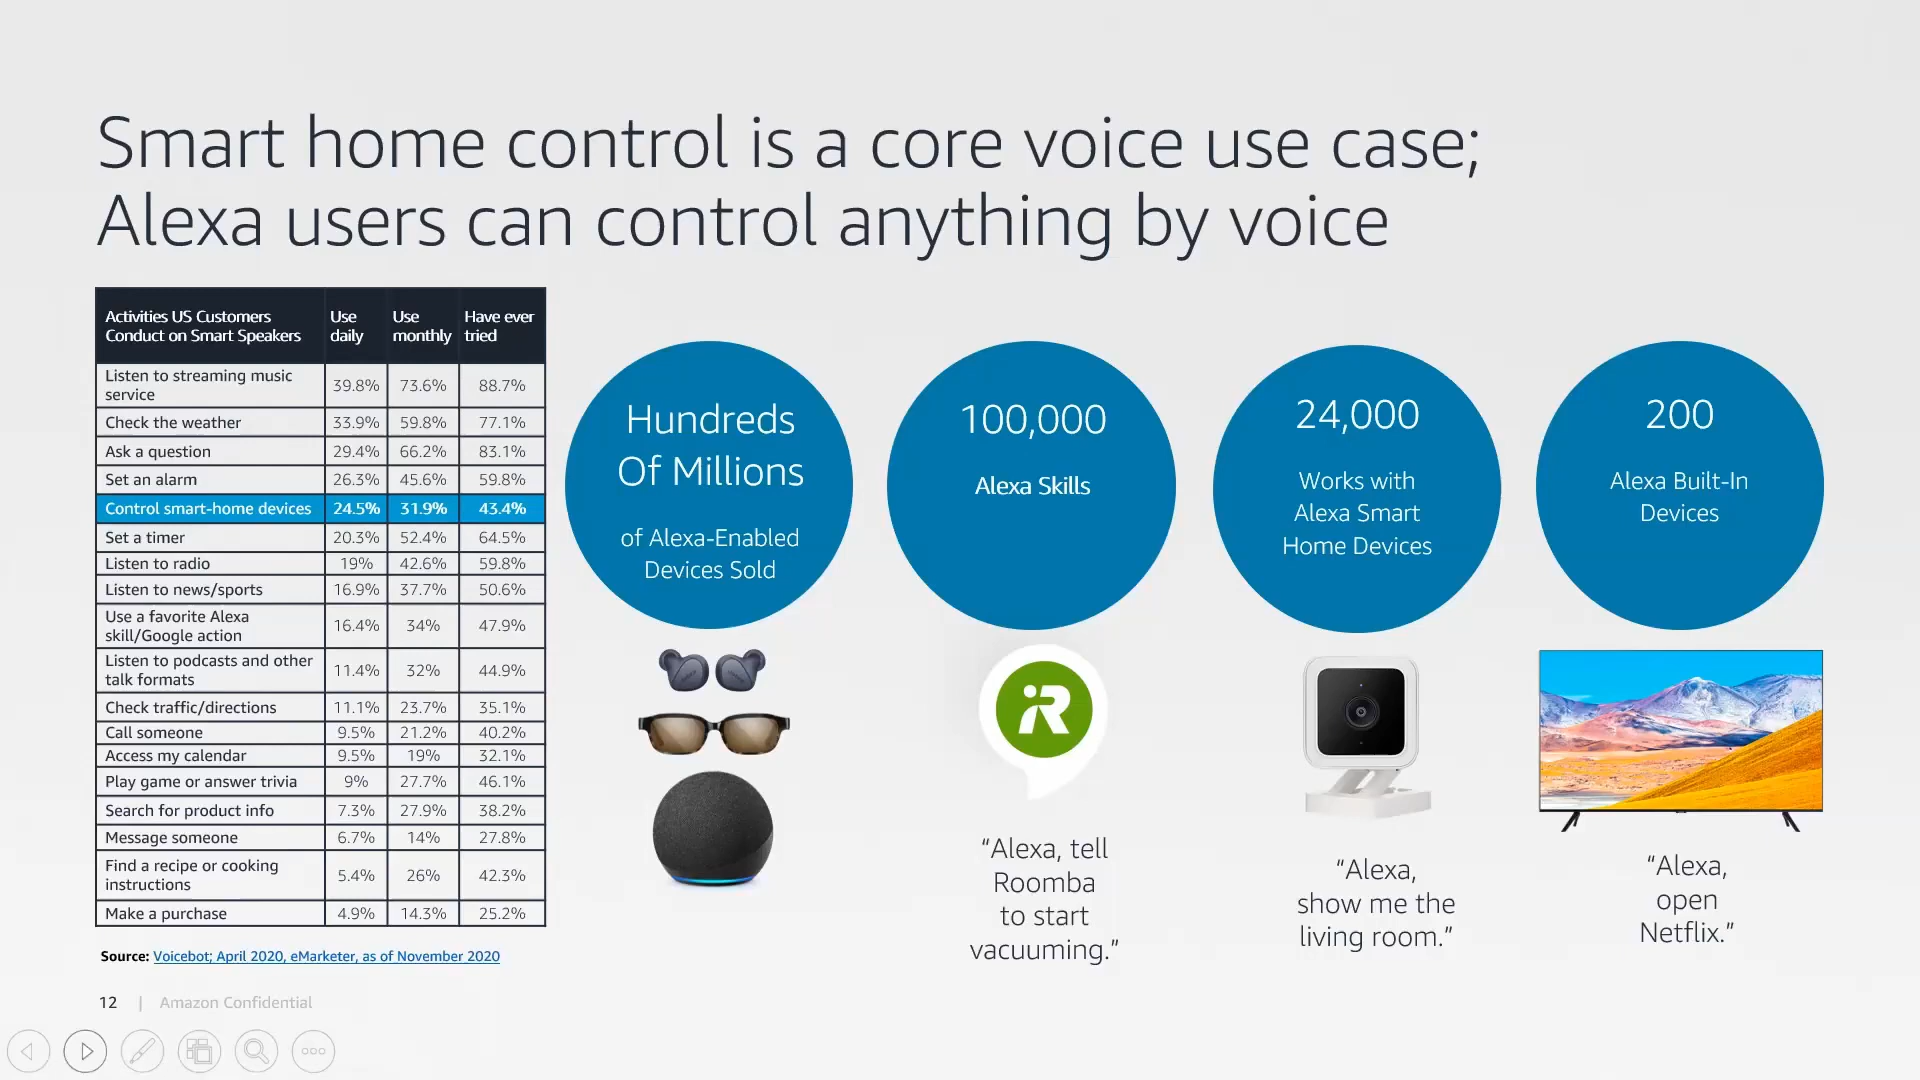 Smart home control is a core voice use case;
Alexa users can control anything by voice
Activities US Customers Conduct on Smart Speakers | Use daily | Use monthly | Have ever tried
Listen to streaming music service | 39.8% | 73.6% | 88.7%
Check the weather | 33.9% | 59.8% | 77.1%
Ask a question | 29.4% | 66.2% | 83.1%
Set an alarm | 26.3% | 45.6% | 59.8%
Control smart-home devices | 24.5% | 31.9% | 43.4%
Set a timer | 20.3% | 52.4% | 64.5%
Listen to radio | 19% | 42.6% | 59.8%
Listen to news/sports | 16.9% | 37.7% | 50.6%
Use a favorite Alexa skill/Google action | 16.4% | 34% | 47.9%
Listen to podcasts and other talk formats | 11.4% | 32% | 44.9%
Check traffic/directions | 11.1% | 23.7% | 35.1%
Call someone | 9.5% | 21.2% | 40.2%
Access my calendar | 9.5% | 19% | 32.1%
Play game or answer trivia | 9% | 27.7% | 46.1%
Search for product info | 7.3% | 27.9% | 38.2%
Message someone | 6.7% | 14% | 27.8%
Find a recipe or cooking instructions | 5.4% | 26% | 42.3%
Make a purchase | 4.9% | 14.3% | 25.2%
Source: Voicebot; April 2020, eMarketer, as of November 2020
Hundreds
Of Millions
of Alexa-Enabled
Devices Sold
100,000
Alexa Skills
"Alexa, tell
Roomba
to start
vacuuming."
24,000
Works with
Alexa Smart
Home Devices
"Alexa,
show me the
living room."
200
Alexa Built-In
Devices
"Alexa,
open
Netflix."
12 | Amazon Confidential